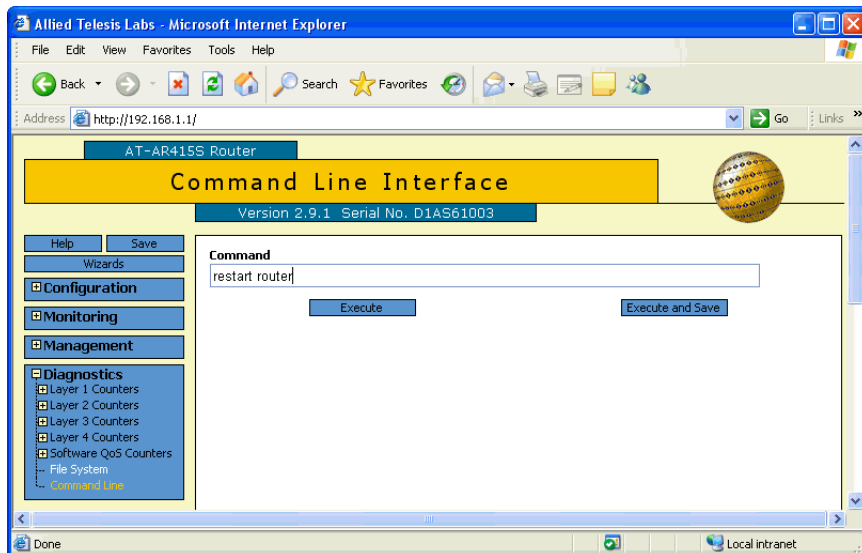 Allied Telesis Labs - Microsoft Internet Explorer
File Edit View Favorites Tools Help
Back Search Favorites
Address http://192.168.1.1/ Go Links »
AT-AR415S Router
Command Line Interface
Version 2.9.1 Serial No. D1AS61003
Help Save
Wizards
Configuration
Monitoring
Management
Diagnostics
Layer 1 Counters
Layer 2 Counters
Layer 3 Counters
Layer 4 Counters
Software QoS Counters
File System
Command Line
Command
restart router
Execute Execute and Save
Done Local intranet